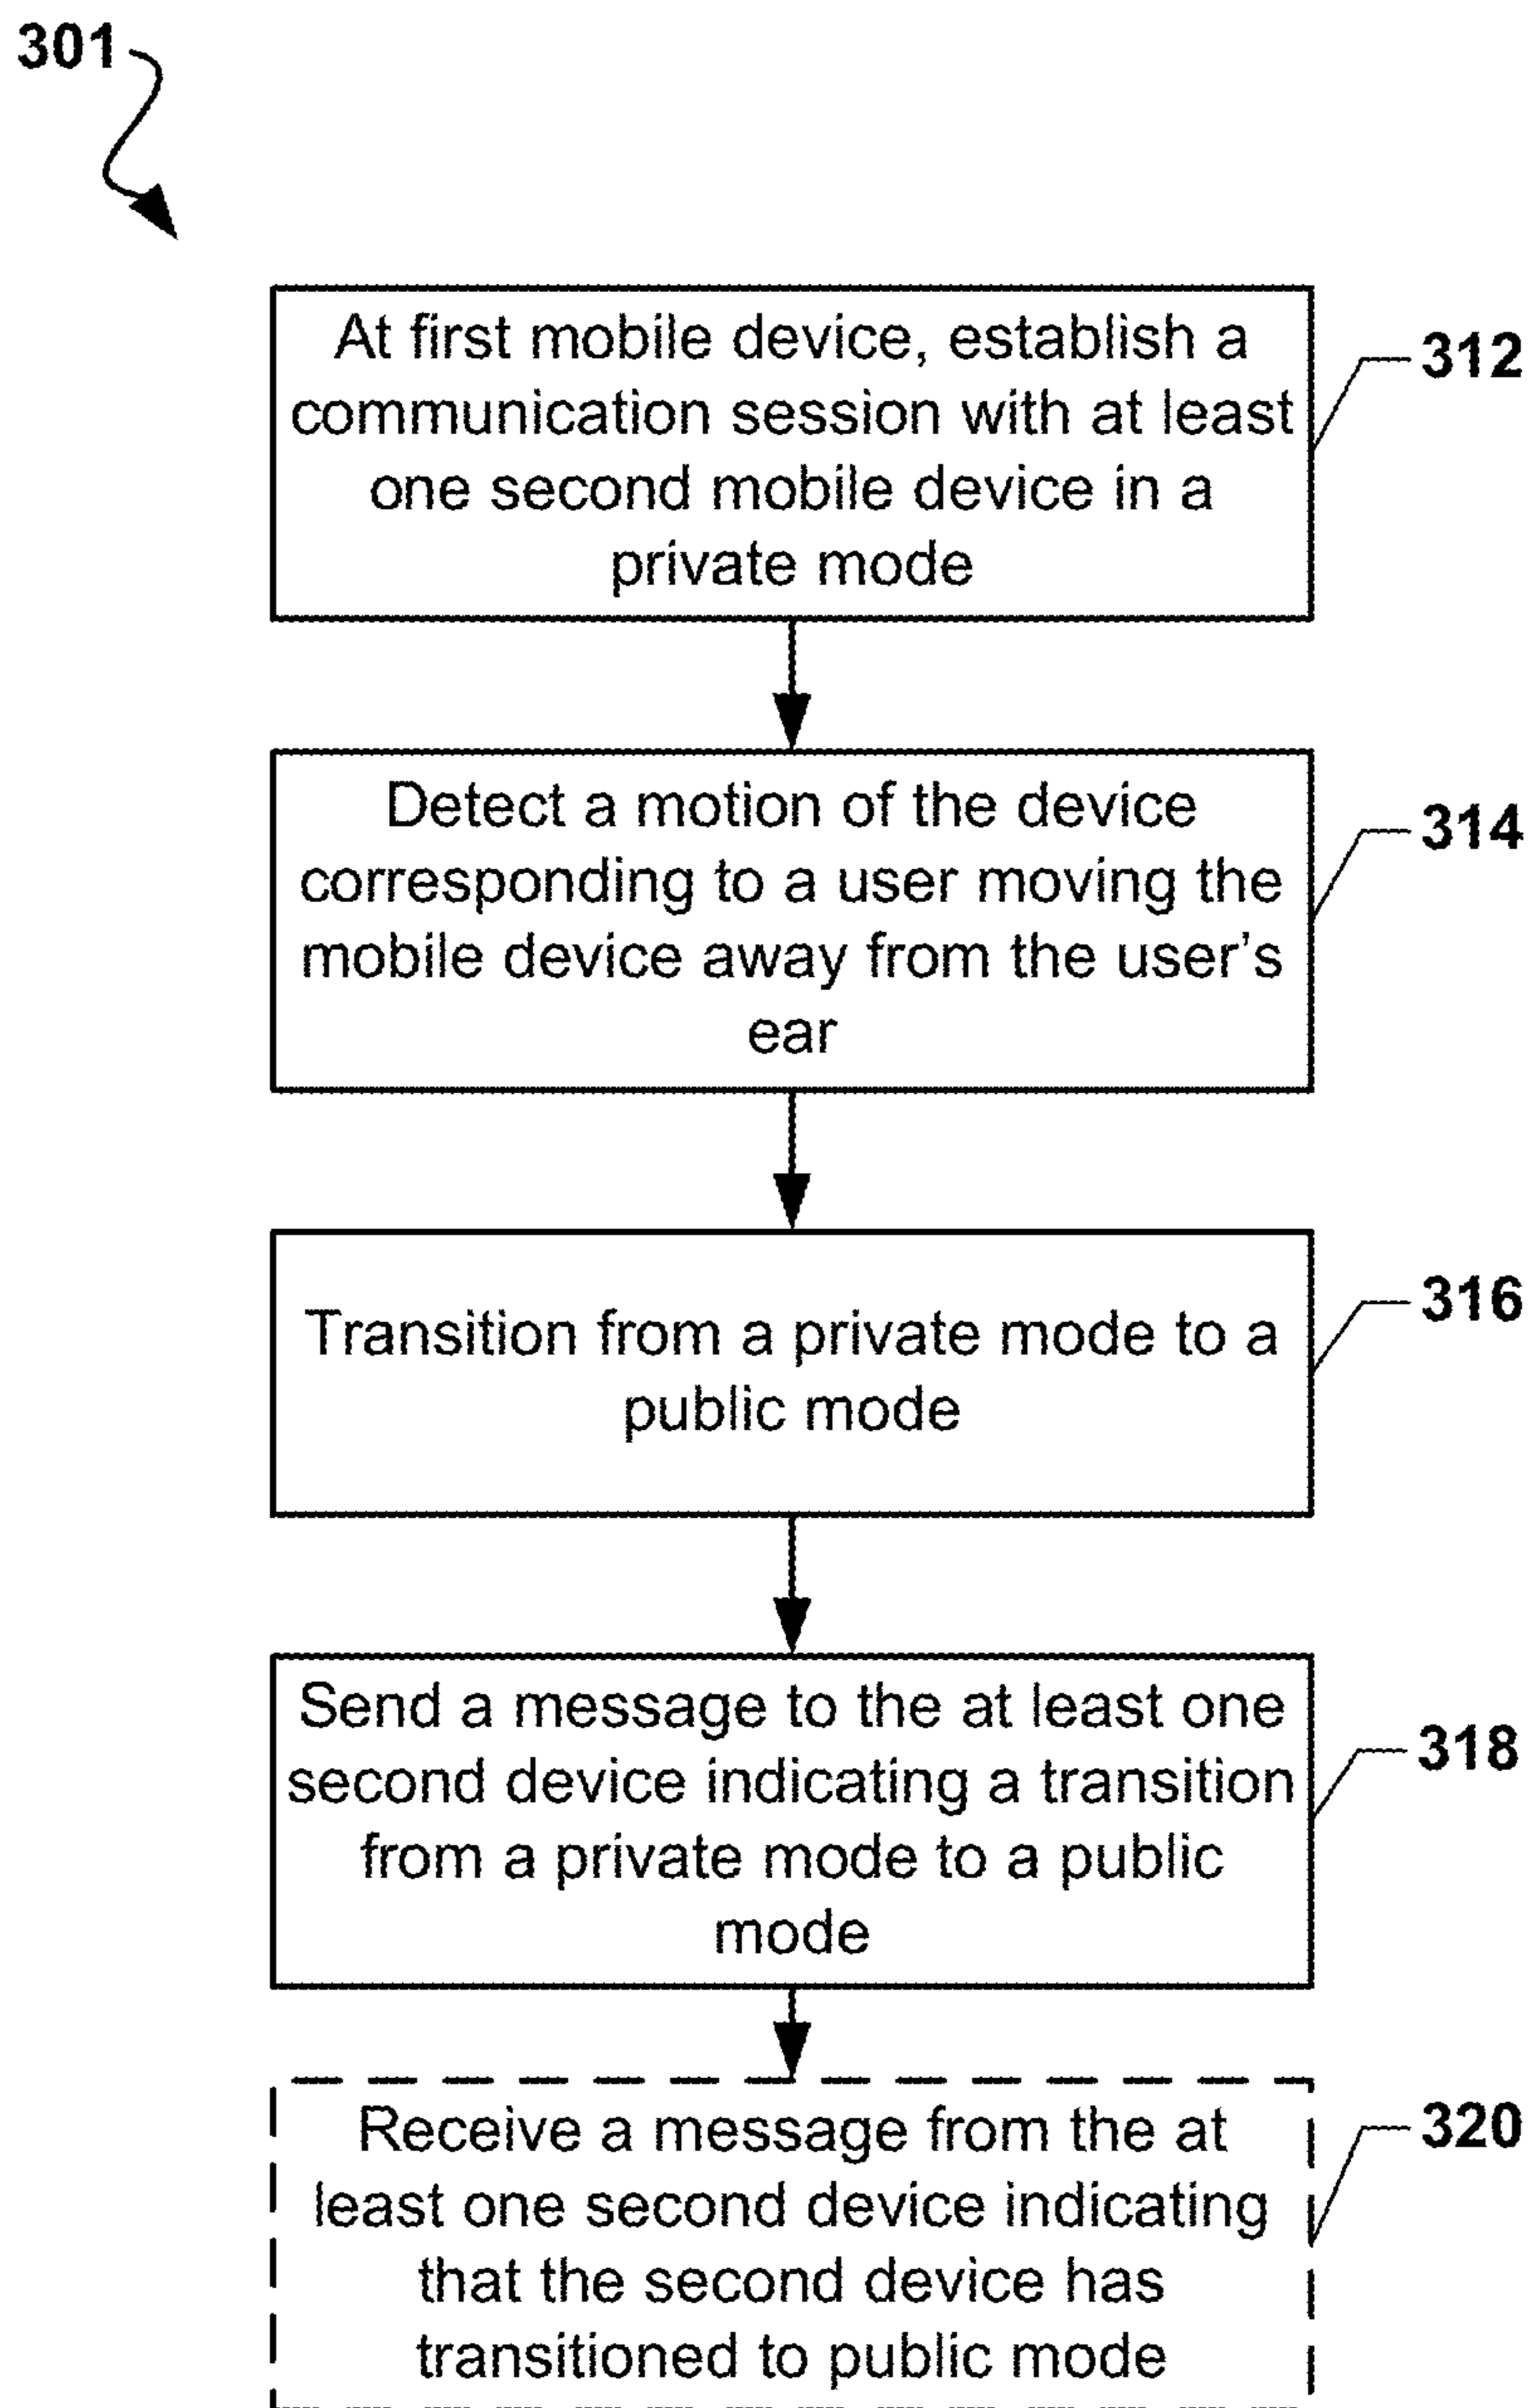 301
At first mobile device, establish a
communication session with at least
one second mobile device in a
private mode
312
Detect a motion of the device
corresponding to a user moving the
mobile device away from the user's
ear
314
Transition from a private mode to a
public mode
316
Send a message to the at least one
second device indicating a transition
from a private mode to a public
mode
318
Receive a message from the at
least one second device indicating
that the second device has
transitioned to public mode
320